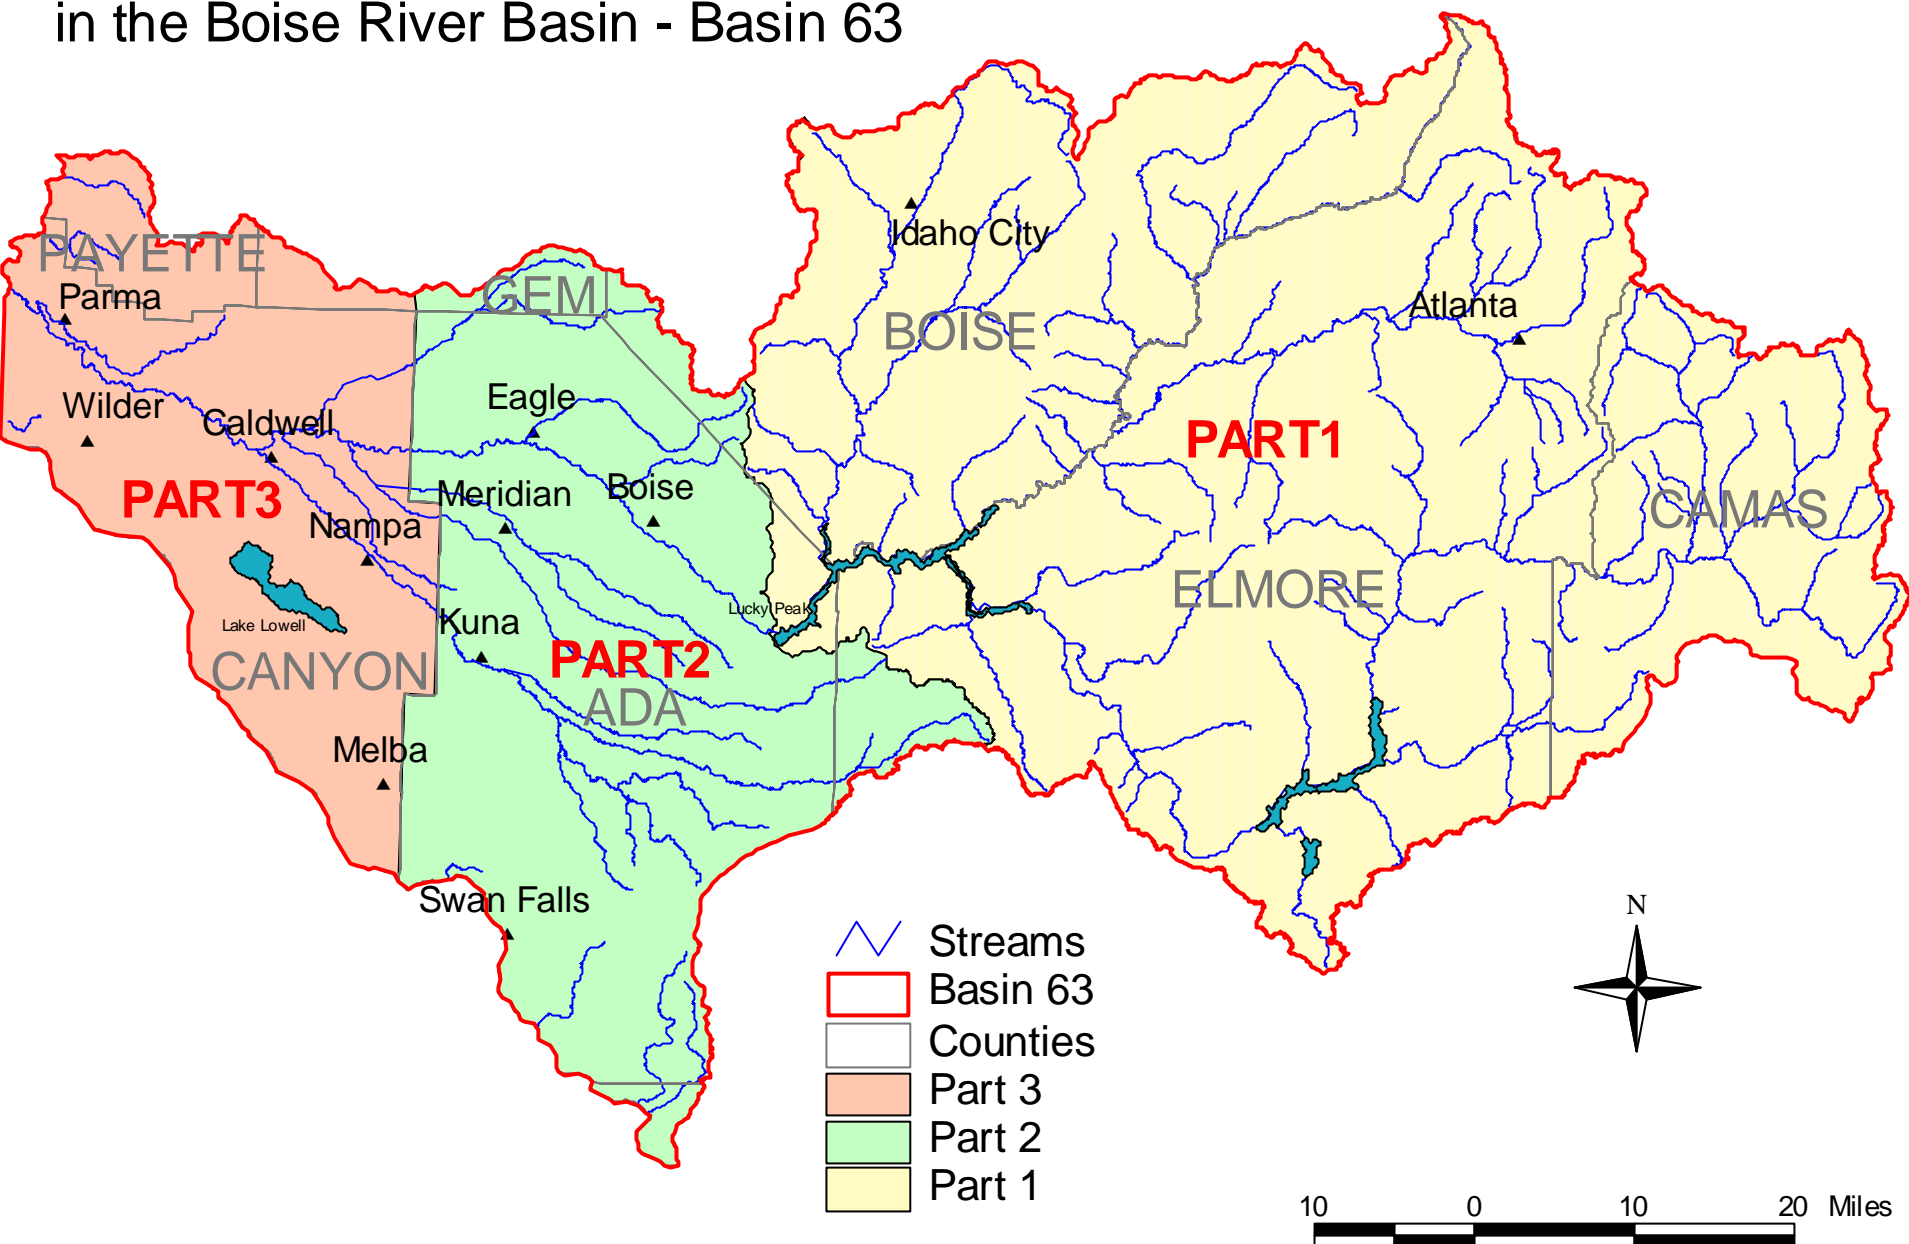 in the Boise River Basin - Basin 63
Idaho City
PAYETTE
GEM
Parma
Atlanta
BOISE
Eagle
Wilder
Caldwell
PART1
Meridian
Boise
PART3
Nampa
CAMAS
ELMORE
Lucky Peak
Kuna
Lake Lowell
PART2
CANYON
ADA
Melba
Swan Falls
N
Streams
Basin 63
Counties
Part 3
Part 2
Part 1
10 0 10 20 Miles